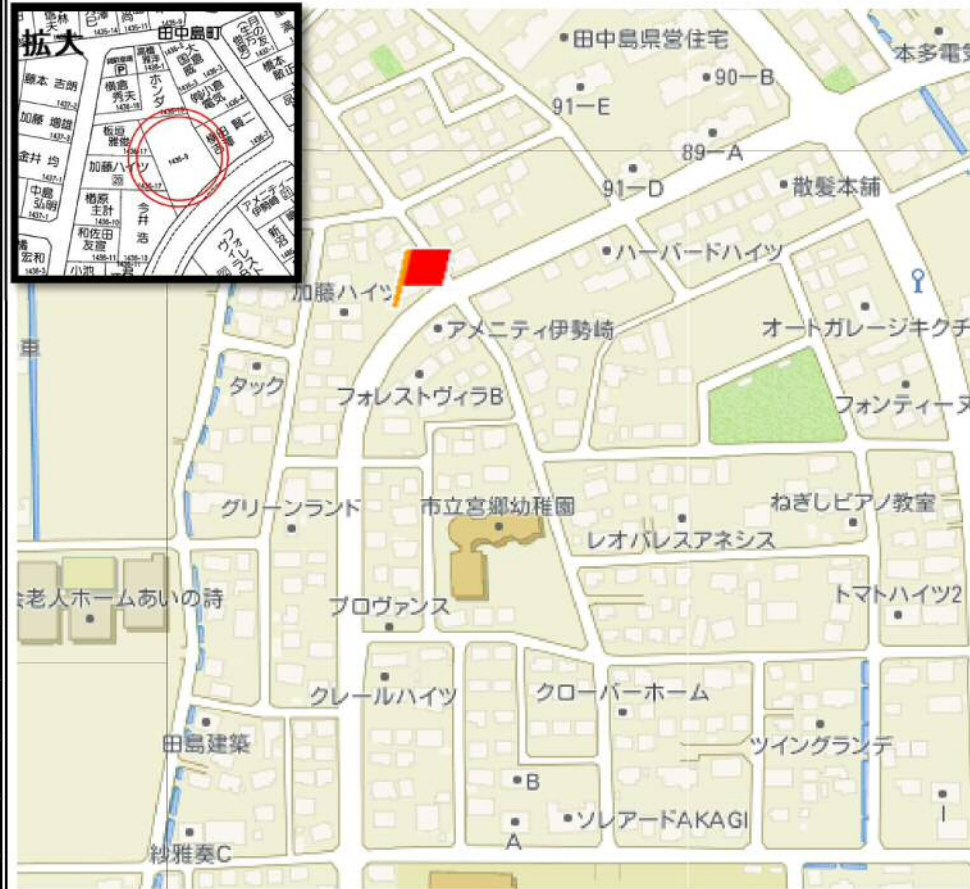 拡大
田中島町
藤本 吉朗
加藤 増雄
金井 均
中島
弘明
横倉
秀夫
ホンダ
板垣
雅俊
加藤ハイツ
楢原
主計
今井 浩
和佐田
友宣
小池
1436-9
宏和
田中島県営住宅
本多電気
90-B
91-E
89-A
91-D
散髪本舗
ハーバードハイツ
加藤ハイツ
アメニティ伊勢崎
オートガレージキクチ
車
タック
フォレストヴィラB
フォンティーヌ
グリーンランド
市立宮郷幼稚園
ねぎしピアノ教室
レオパレスアネシス
老人ホームあいの詩
プロヴァンス
トマトハイツ2
クレールハイツ
クローバーホーム
田島建築
ツイングランデ
B
I
A
ソレアードAKAGI
紗雅奏C